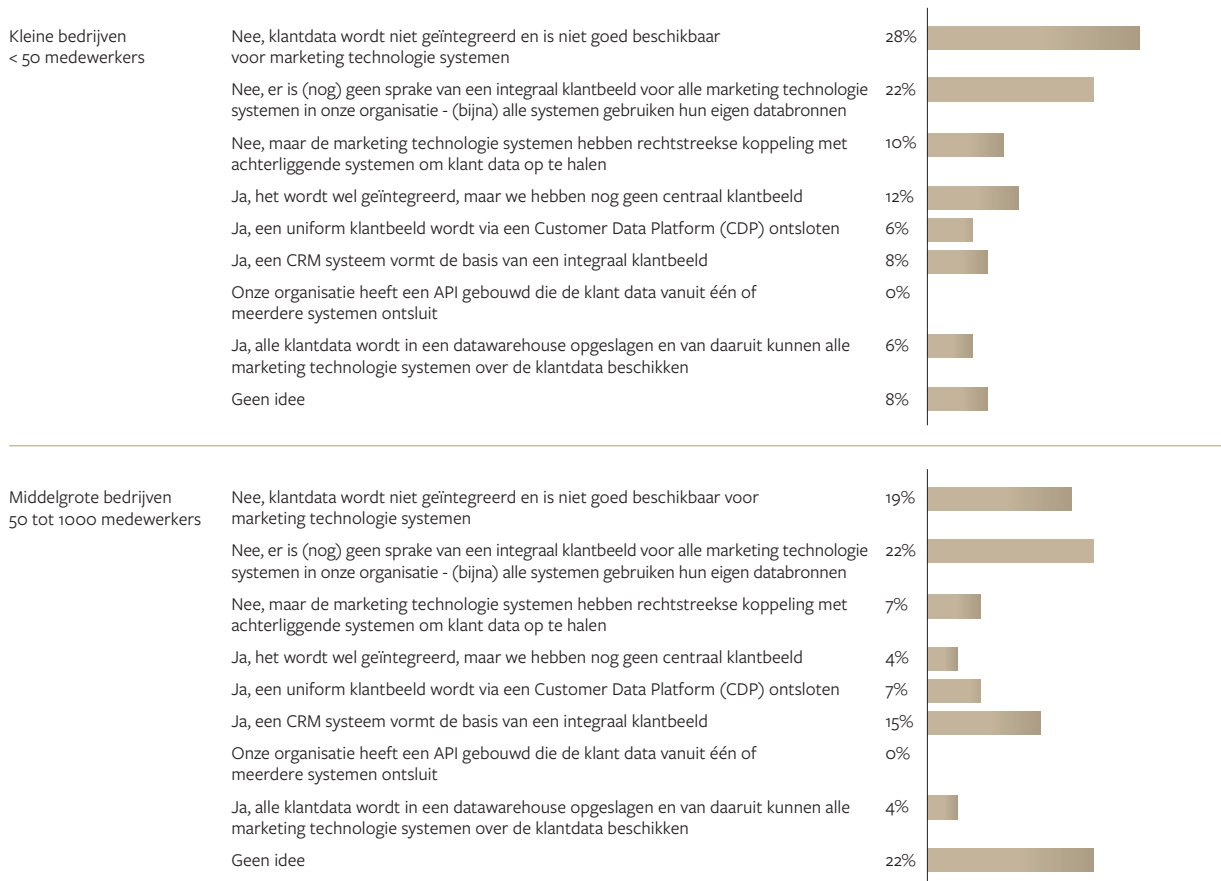 Kleine bedrijven
< 50 medewerkers
Nee, klantdata wordt niet geïntegreerd en is niet goed beschikbaar
voor marketing technologie systemen
28%
Nee, er is (nog) geen sprake van een integraal klantbeeld voor alle marketing technologie
systemen in onze organisatie - (bijna) alle systemen gebruiken hun eigen databronnen
22%
Nee, maar de marketing technologie systemen hebben rechtstreekse koppeling met
achterliggende systemen om klant data op te halen
10%
Ja, het wordt wel geïntegreerd, maar we hebben nog geen centraal klantbeeld
12%
Ja, een uniform klantbeeld wordt via een Customer Data Platform (CDP) ontsloten
6%
Ja, een CRM systeem vormt de basis van een integraal klantbeeld
8%
Onze organisatie heeft een API gebouwd die de klant data vanuit één of
meerdere systemen ontsluit
0%
Ja, alle klantdata wordt in een datawarehouse opgeslagen en van daaruit kunnen alle
marketing technologie systemen over de klantdata beschikken
6%
Geen idee
8%
Middelgrote bedrijven
50 tot 1000 medewerkers
Nee, klantdata wordt niet geïntegreerd en is niet goed beschikbaar voor
marketing technologie systemen
19%
Nee, er is (nog) geen sprake van een integraal klantbeeld voor alle marketing technologie
systemen in onze organisatie - (bijna) alle systemen gebruiken hun eigen databronnen
22%
Nee, maar de marketing technologie systemen hebben rechtstreekse koppeling met
achterliggende systemen om klant data op te halen
7%
Ja, het wordt wel geïntegreerd, maar we hebben nog geen centraal klantbeeld
4%
Ja, een uniform klantbeeld wordt via een Customer Data Platform (CDP) ontsloten
7%
Ja, een CRM systeem vormt de basis van een integraal klantbeeld
15%
Onze organisatie heeft een API gebouwd die de klant data vanuit één of
meerdere systemen ontsluit
0%
Ja, alle klantdata wordt in een datawarehouse opgeslagen en van daaruit kunnen alle
marketing technologie systemen over de klantdata beschikken
4%
Geen idee
22%